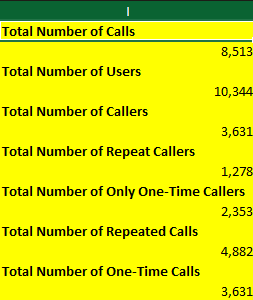 I
Total Number of Calls
8,513
Total Number of Users
10,344
Total Number of Callers
3,631
Total Number of Repeat Callers
1,278
Total Number of Only One-Time Callers
2,353
Total Number of Repeated Calls
4,882
Total Number of One-Time Calls
3,631